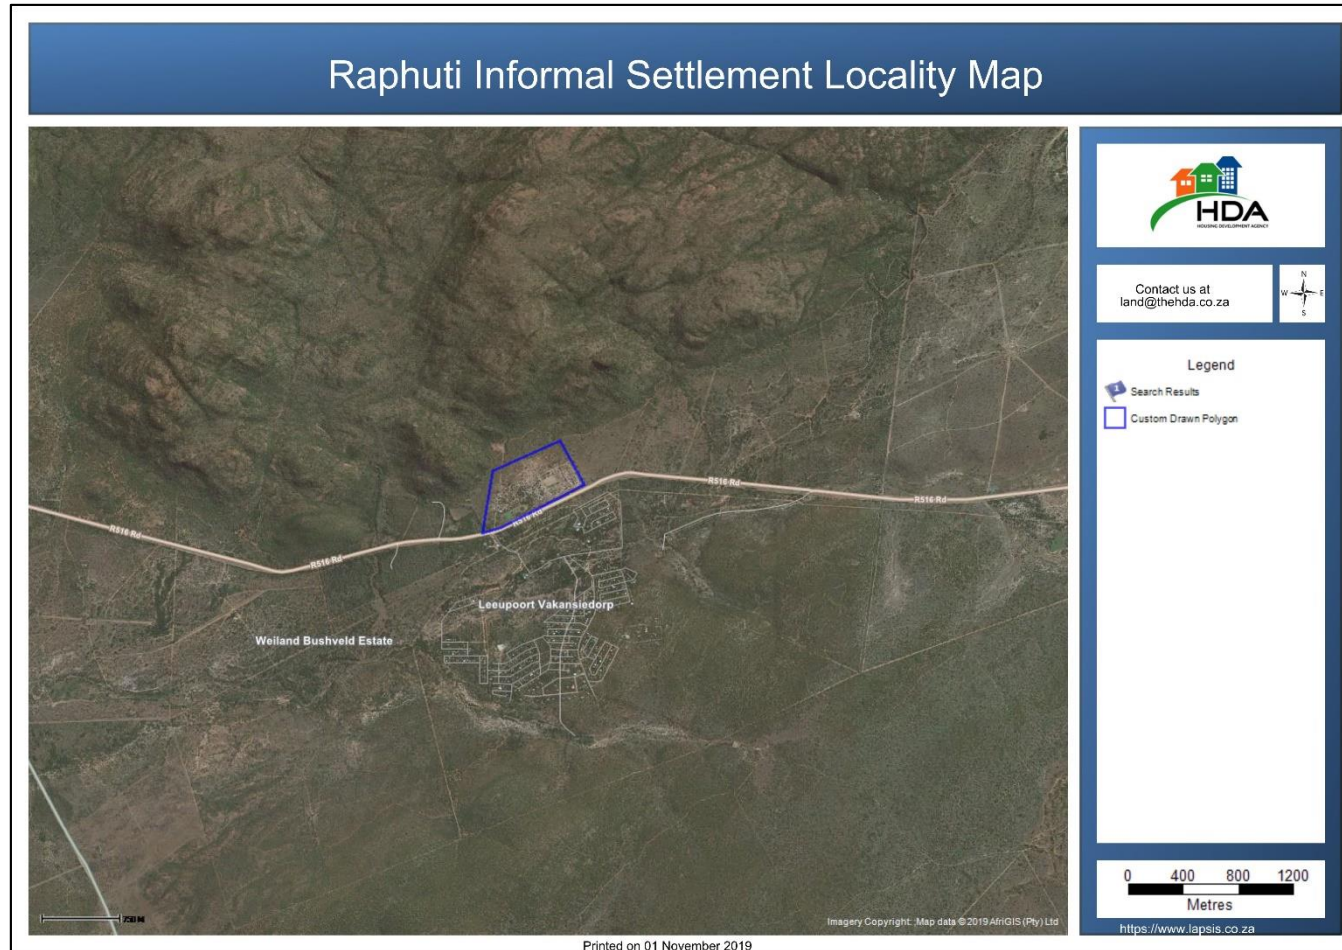 Raphuti Informal Settlement Locality Map
HDA
HOUSING DEVELOPMENT AGENCY
Contact us at
land@thehda.co.za
N
W E
S
Legend
1
Search Results
Custom Drawn Polygon
R516 Rd
R516 Rd
R516 Rd
R516 Rd
R516 Rd
Leeupoort Vakansiedorp
Weiland Bushveld Estate
750 M
Imagery Copyright: ;Map data ©2019 AfriGIS (Pty) Ltd
0 400 800 1200
Metres
https://www.lapsis.co.za
Printed on 01 November 2019